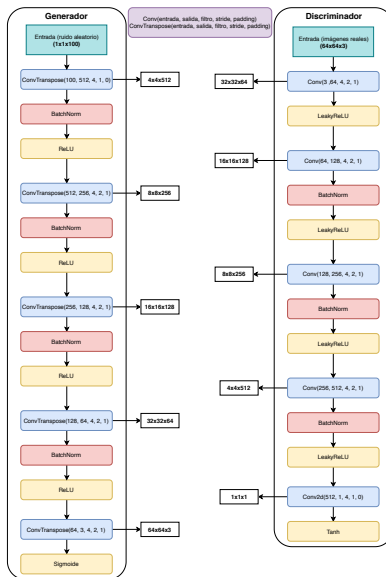 Generador
Entrada (ruido aleatorio)
(1x1x100)
ConvTranspose(100, 512, 4, 1, 0)
4x4x512
BatchNorm
ReLU
ConvTranspose(512, 256, 4, 2, 1)
8x8x256
BatchNorm
ReLU
ConvTranspose(256, 128, 4, 2, 1)
16x16x128
BatchNorm
ReLU
ConvTranspose(128, 64, 4, 2, 1)
32x32x64
BatchNorm
ReLU
ConvTranspose(64, 3, 4, 2, 1)
64x64x3
Sigmoide
Conv(entrada, salida, filtro, stride, padding)
ConvTranspose(entrada, salida, filtro, stride, padding)
Discriminador
Entrada (imágenes reales)
(64x64x3)
32x32x64
Conv(3 ,64, 4, 2, 1)
LeakyReLU
16x16x128
Conv(64, 128, 4, 2, 1)
BatchNorm
LeakyReLU
8x8x256
Conv(128, 256, 4, 2, 1)
BatchNorm
LeakyReLU
4x4x512
Conv(256, 512, 4, 2, 1)
BatchNorm
LeakyReLU
1x1x1
Conv2d(512, 1, 4, 1, 0)
Tanh